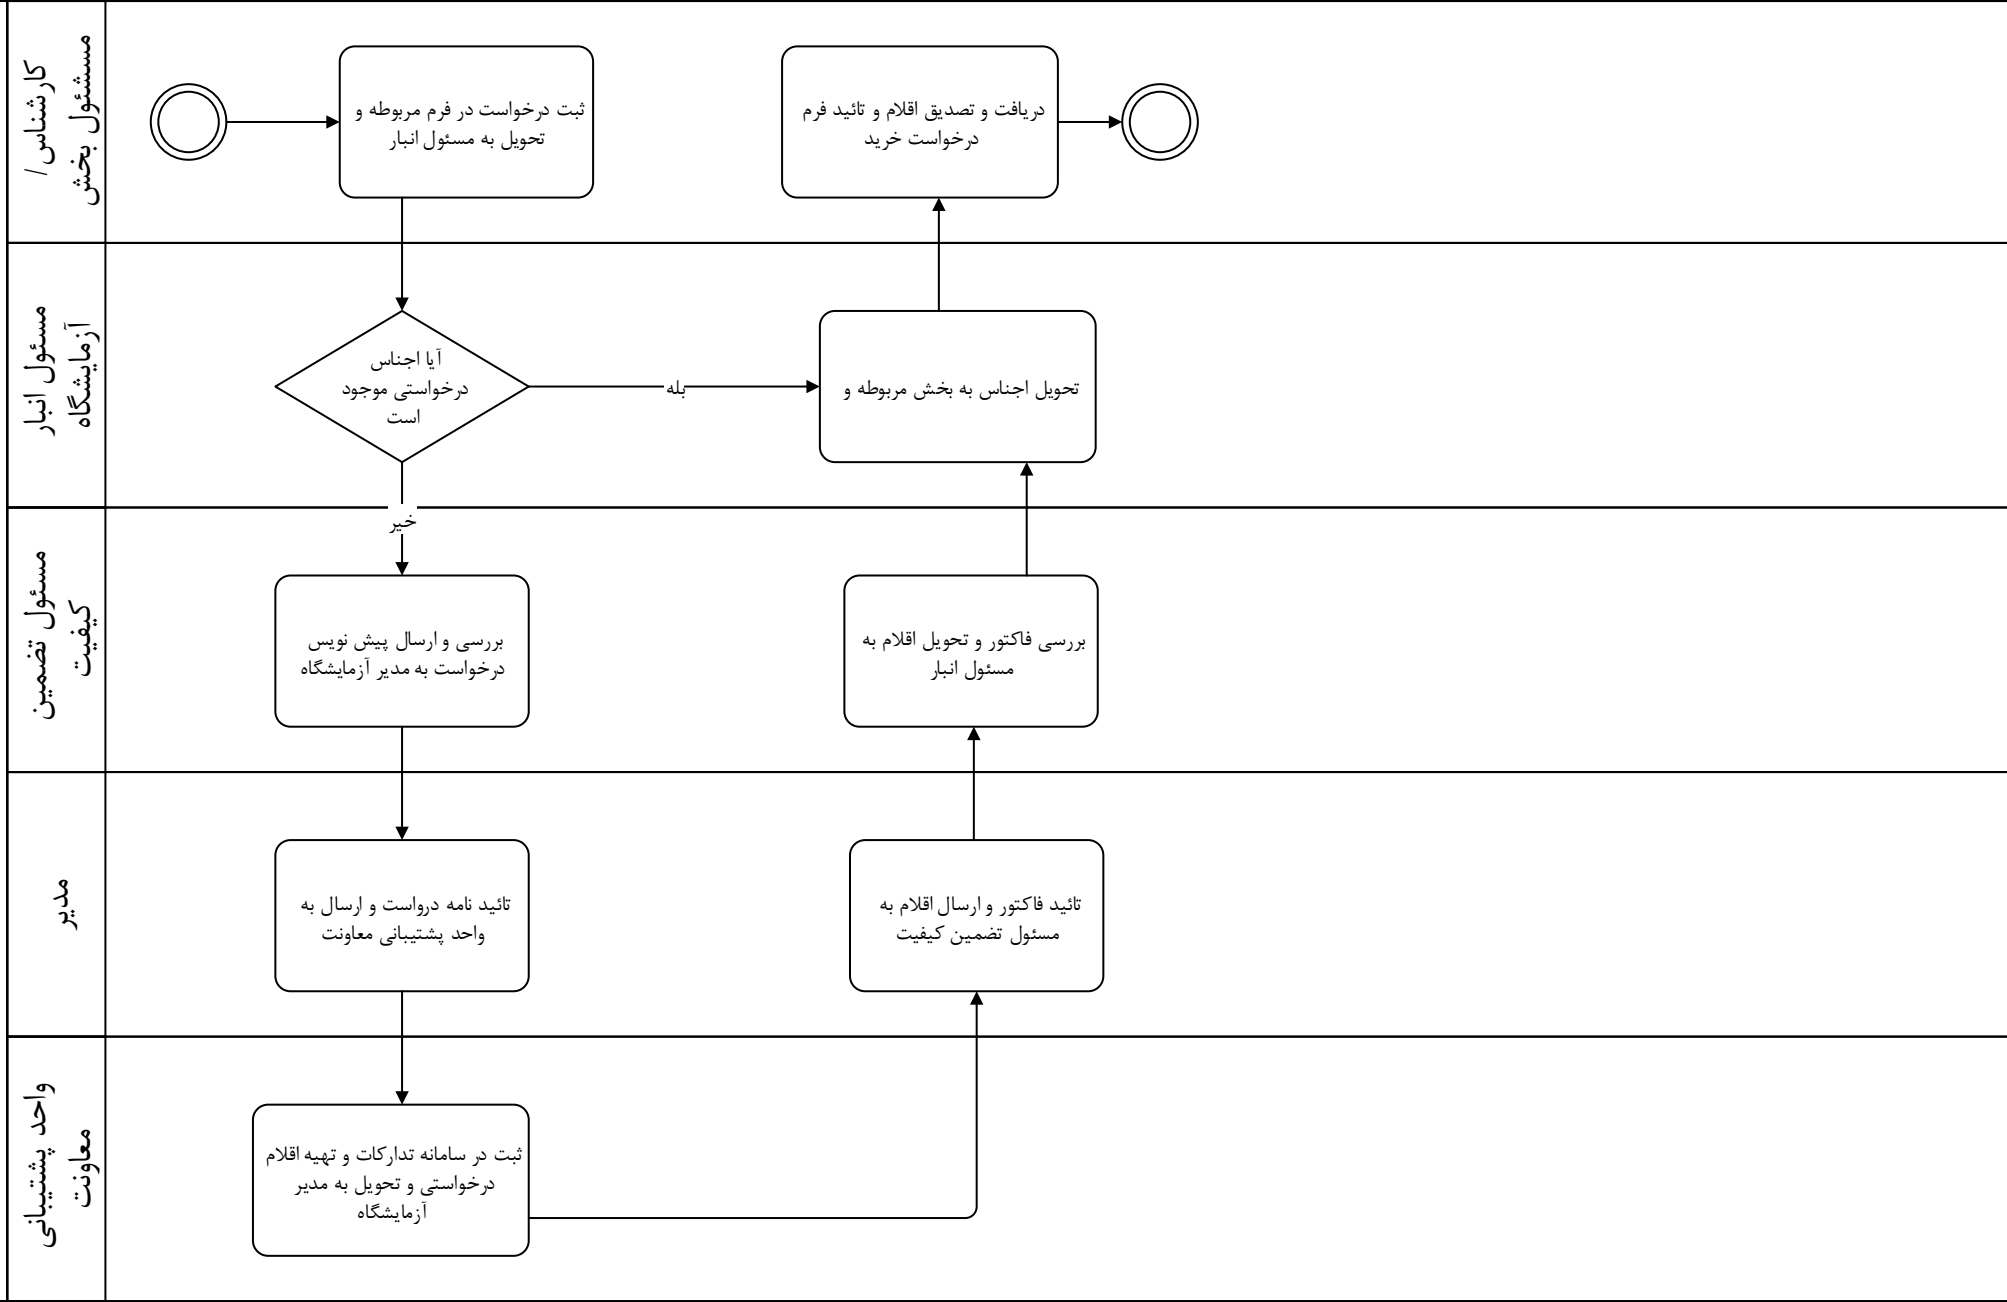 کارشناس /
مسشئول بخش
ثبت درخواست در فرم مربوطه و
تحویل به مسئول انبار
دریافت و تصدیق اقلام و تائید فرم
درخواست خرید
مسئول انبار
آزمایشگاه
آیا اجناس
درخواستی موجود
است
بله
تحویل اجناس به بخش مربوطه و
خیر
مسئول تضمین
کیفیت
بررسی و ارسال پیش نویس
درخواست به مدیر آزمایشگاه
بررسی فاکتور و تحویل اقلام به
مسئول انبار
مدیر
تائید نامه درواست و ارسال به
واحد پشتیبانی معاونت
تائید فاکتور و ارسال اقلام به
مسئول تضمین کیفیت
واحد پشتیبانی
معاونت
ثبت در سامانه تدارکات و تهیه اقلام
درخواستی و تحویل به مدیر
آزمایشگاه